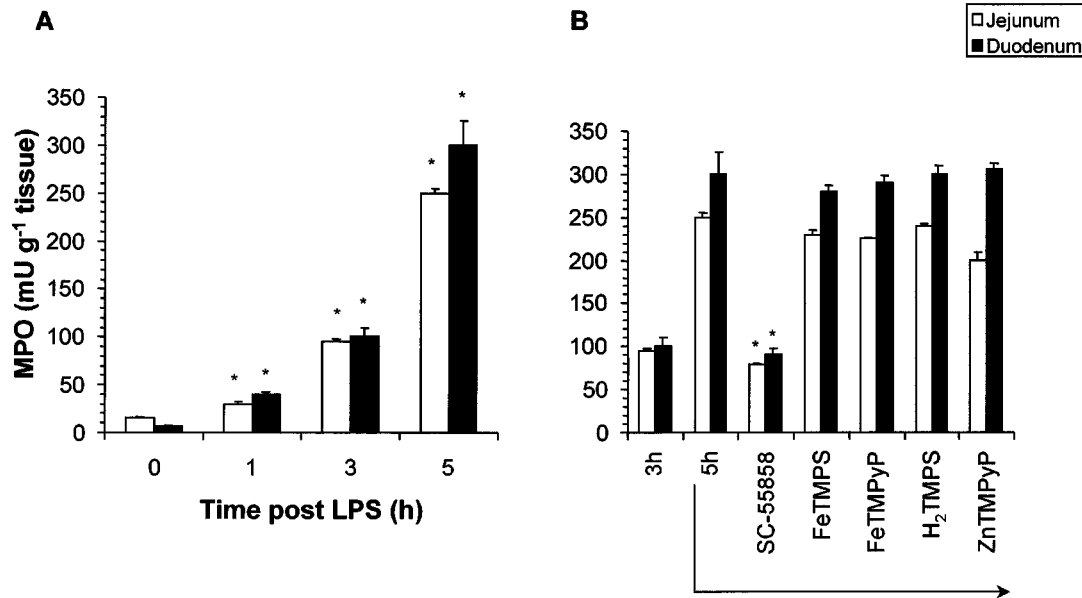 A
B
Jejunum
Duodenum
MPO (mU g⁻¹ tissue)
350
300
250
200
150
100
50
0
*
*
*
*
*
*
0 1 3 5
Time post LPS (h)
350
300
250
200
150
100
50
0
* *
3h
5h
SC-55858
FeTMPS
FeTMPyP
H₂TMPS
ZnTMPyP